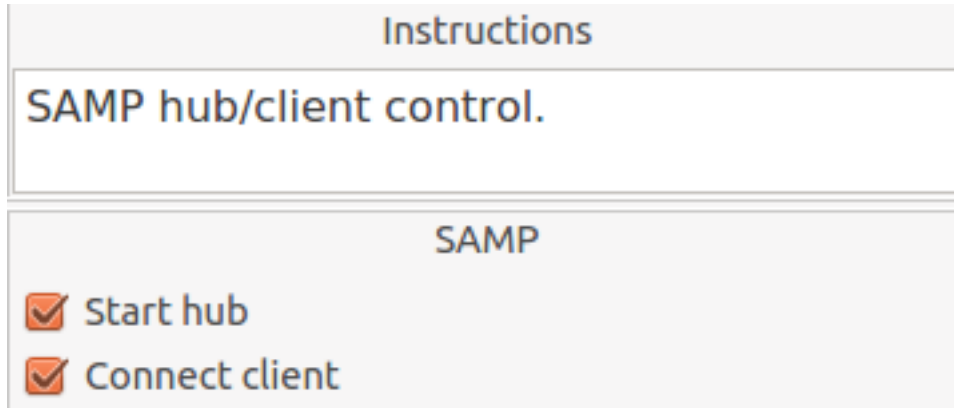 Instructions
SAMP hub/client control.
SAMP
Start hub
Connect client